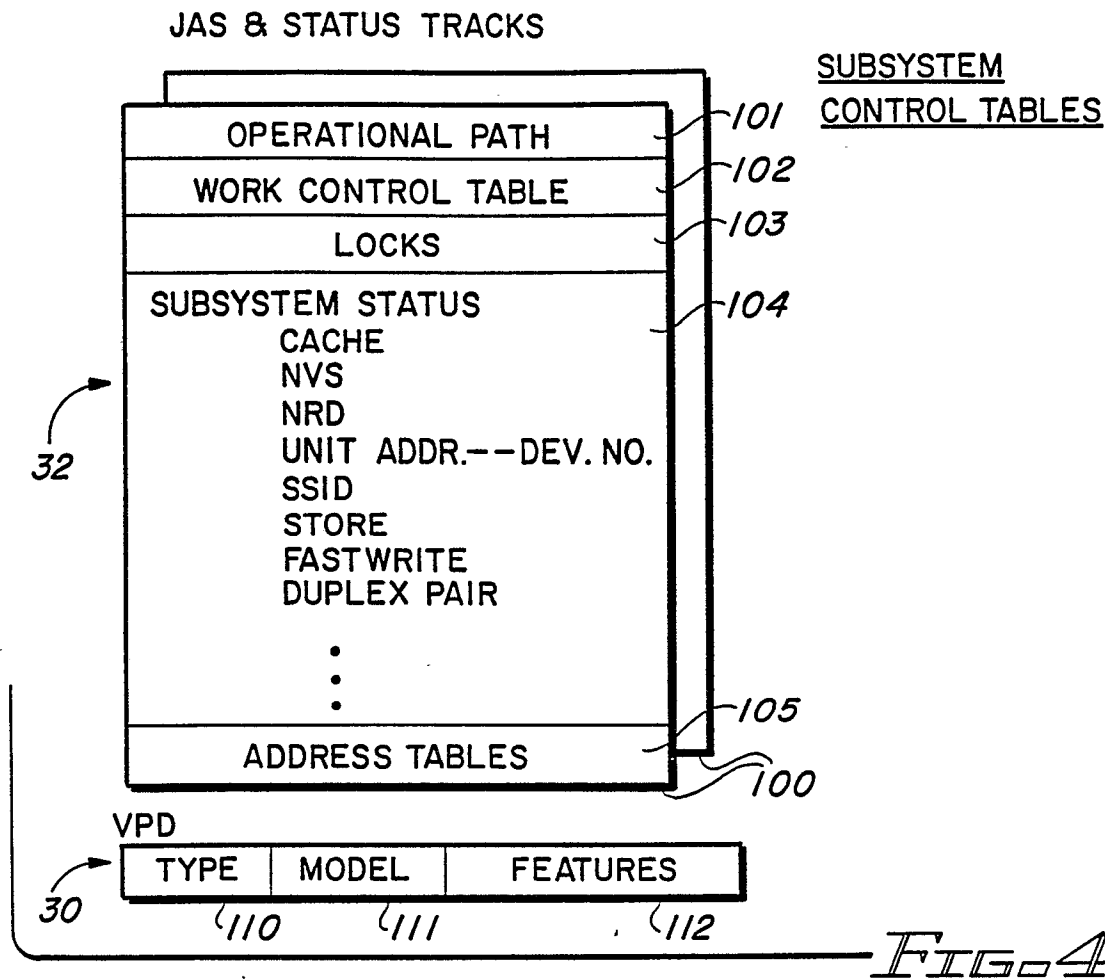 JAS & STATUS TRACKS
SUBSYSTEM
CONTROL TABLES
OPERATIONAL PATH
101
WORK CONTROL TABLE
102
LOCKS
103
SUBSYSTEM STATUS
104
CACHE
NVS
NRD
UNIT ADDR.--DEV. NO.
SSID
STORE
FASTWRITE
DUPLEX PAIR
32
ADDRESS TABLES
105
100
VPD
TYPE MODEL FEATURES
30
110 111 112
FIG-4